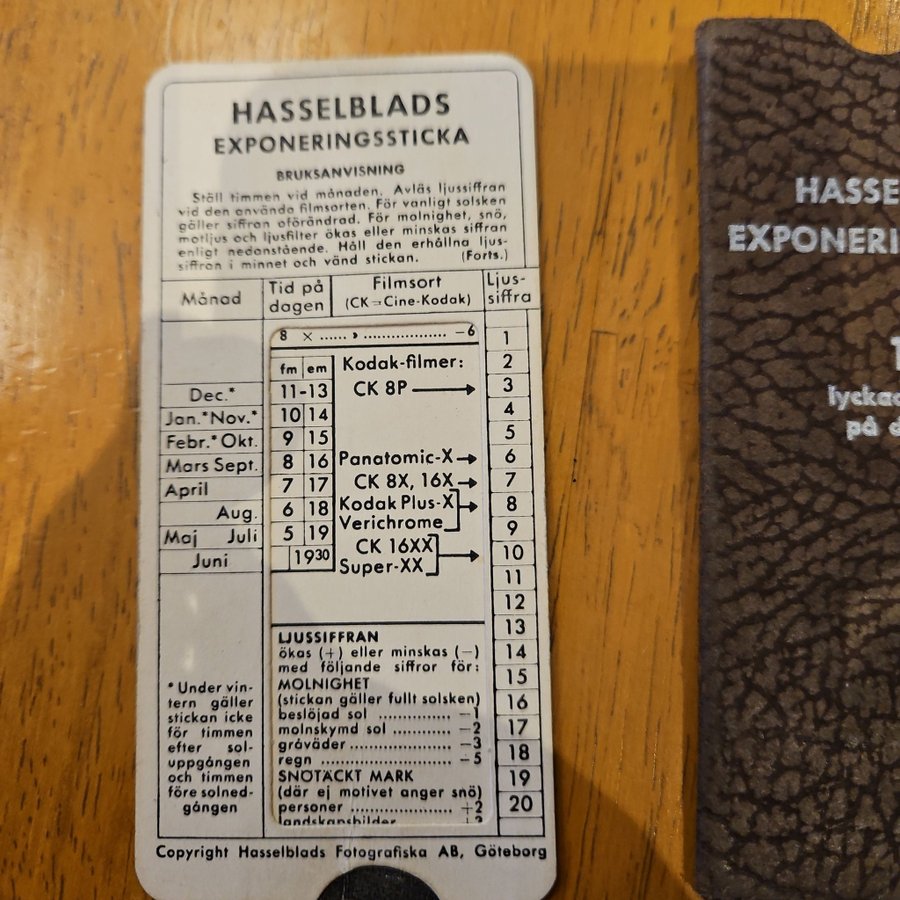 HASSELBLADS
EXPONERINGSSTICKA
BRUKSANVISNING
Ställ timmen vid månaden. Avläs ljussiffran
vid den använda filmsorten. För vanligt solsken
gäller siffran oförändrad. För molnighet, snö,
motljus och ljusfilter ökas eller minskas siffran
enligt nedanstående. Håll den erhållna ljus-
siffran i minnet och vänd stickan. (Forts.)
Månad Tid på dagen Filmsort (CK=Cine-Kodak) Ljus-siffra
8 × ...... » .................. −6 1
fm em Kodak-filmer: 2
Dec.* 11-13 CK 8P → 3
Jan.* Nov.* 10 14 4
Febr.* Okt. 9 15 5
Mars Sept. 8 16 Panatomic-X → 6
April 7 17 CK 8X, 16X → 7
Aug. 6 18 Kodak Plus-X → 8
Maj Juli 5 19 Verichrome 9
Juni 19 30 CK 16XX → 10
Super-XX
11
12
13
14
15
16
17
18
19
20
LJUSSIFFRAN
ökas (+) eller minskas (−)
med följande siffror för:
MOLNIGHET
(stickan gäller fullt solsken)
beslöjad sol ............... −1
molnskymd sol ............ −2
gråväder ..................... −3
regn ........................... −5
SNÖTÄCKT MARK
(där ej motivet anger snö)
personer ..................... +2
landskapsbilder
* Under vin-
tern gäller
stickan icke
för timmen
efter sol-
uppgången
och timmen
före solned-
gången
Copyright Hasselblads Fotografiska AB, Göteborg
HASSE
EXPONERI
1
lyckad
på d